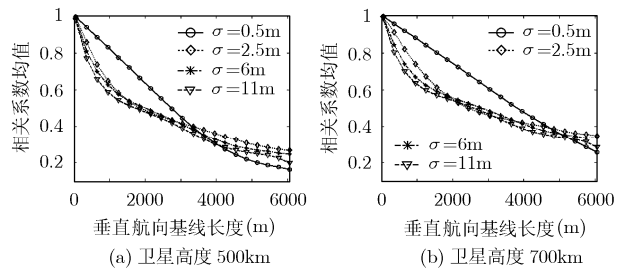 1
0.8
0.6
0.4
0.2
0 2000 4000 6000
相关系数均值
σ=0.5m
σ=2.5m
σ=6m
σ=11m
垂直航向基线长度(m)
(a) 卫星高度 500km
1
0.8
0.6
0.4
0.2
0 2000 4000 6000
相关系数均值
σ=0.5m
σ=2.5m
σ=6m
σ=11m
垂直航向基线长度(m)
(b) 卫星高度 700km